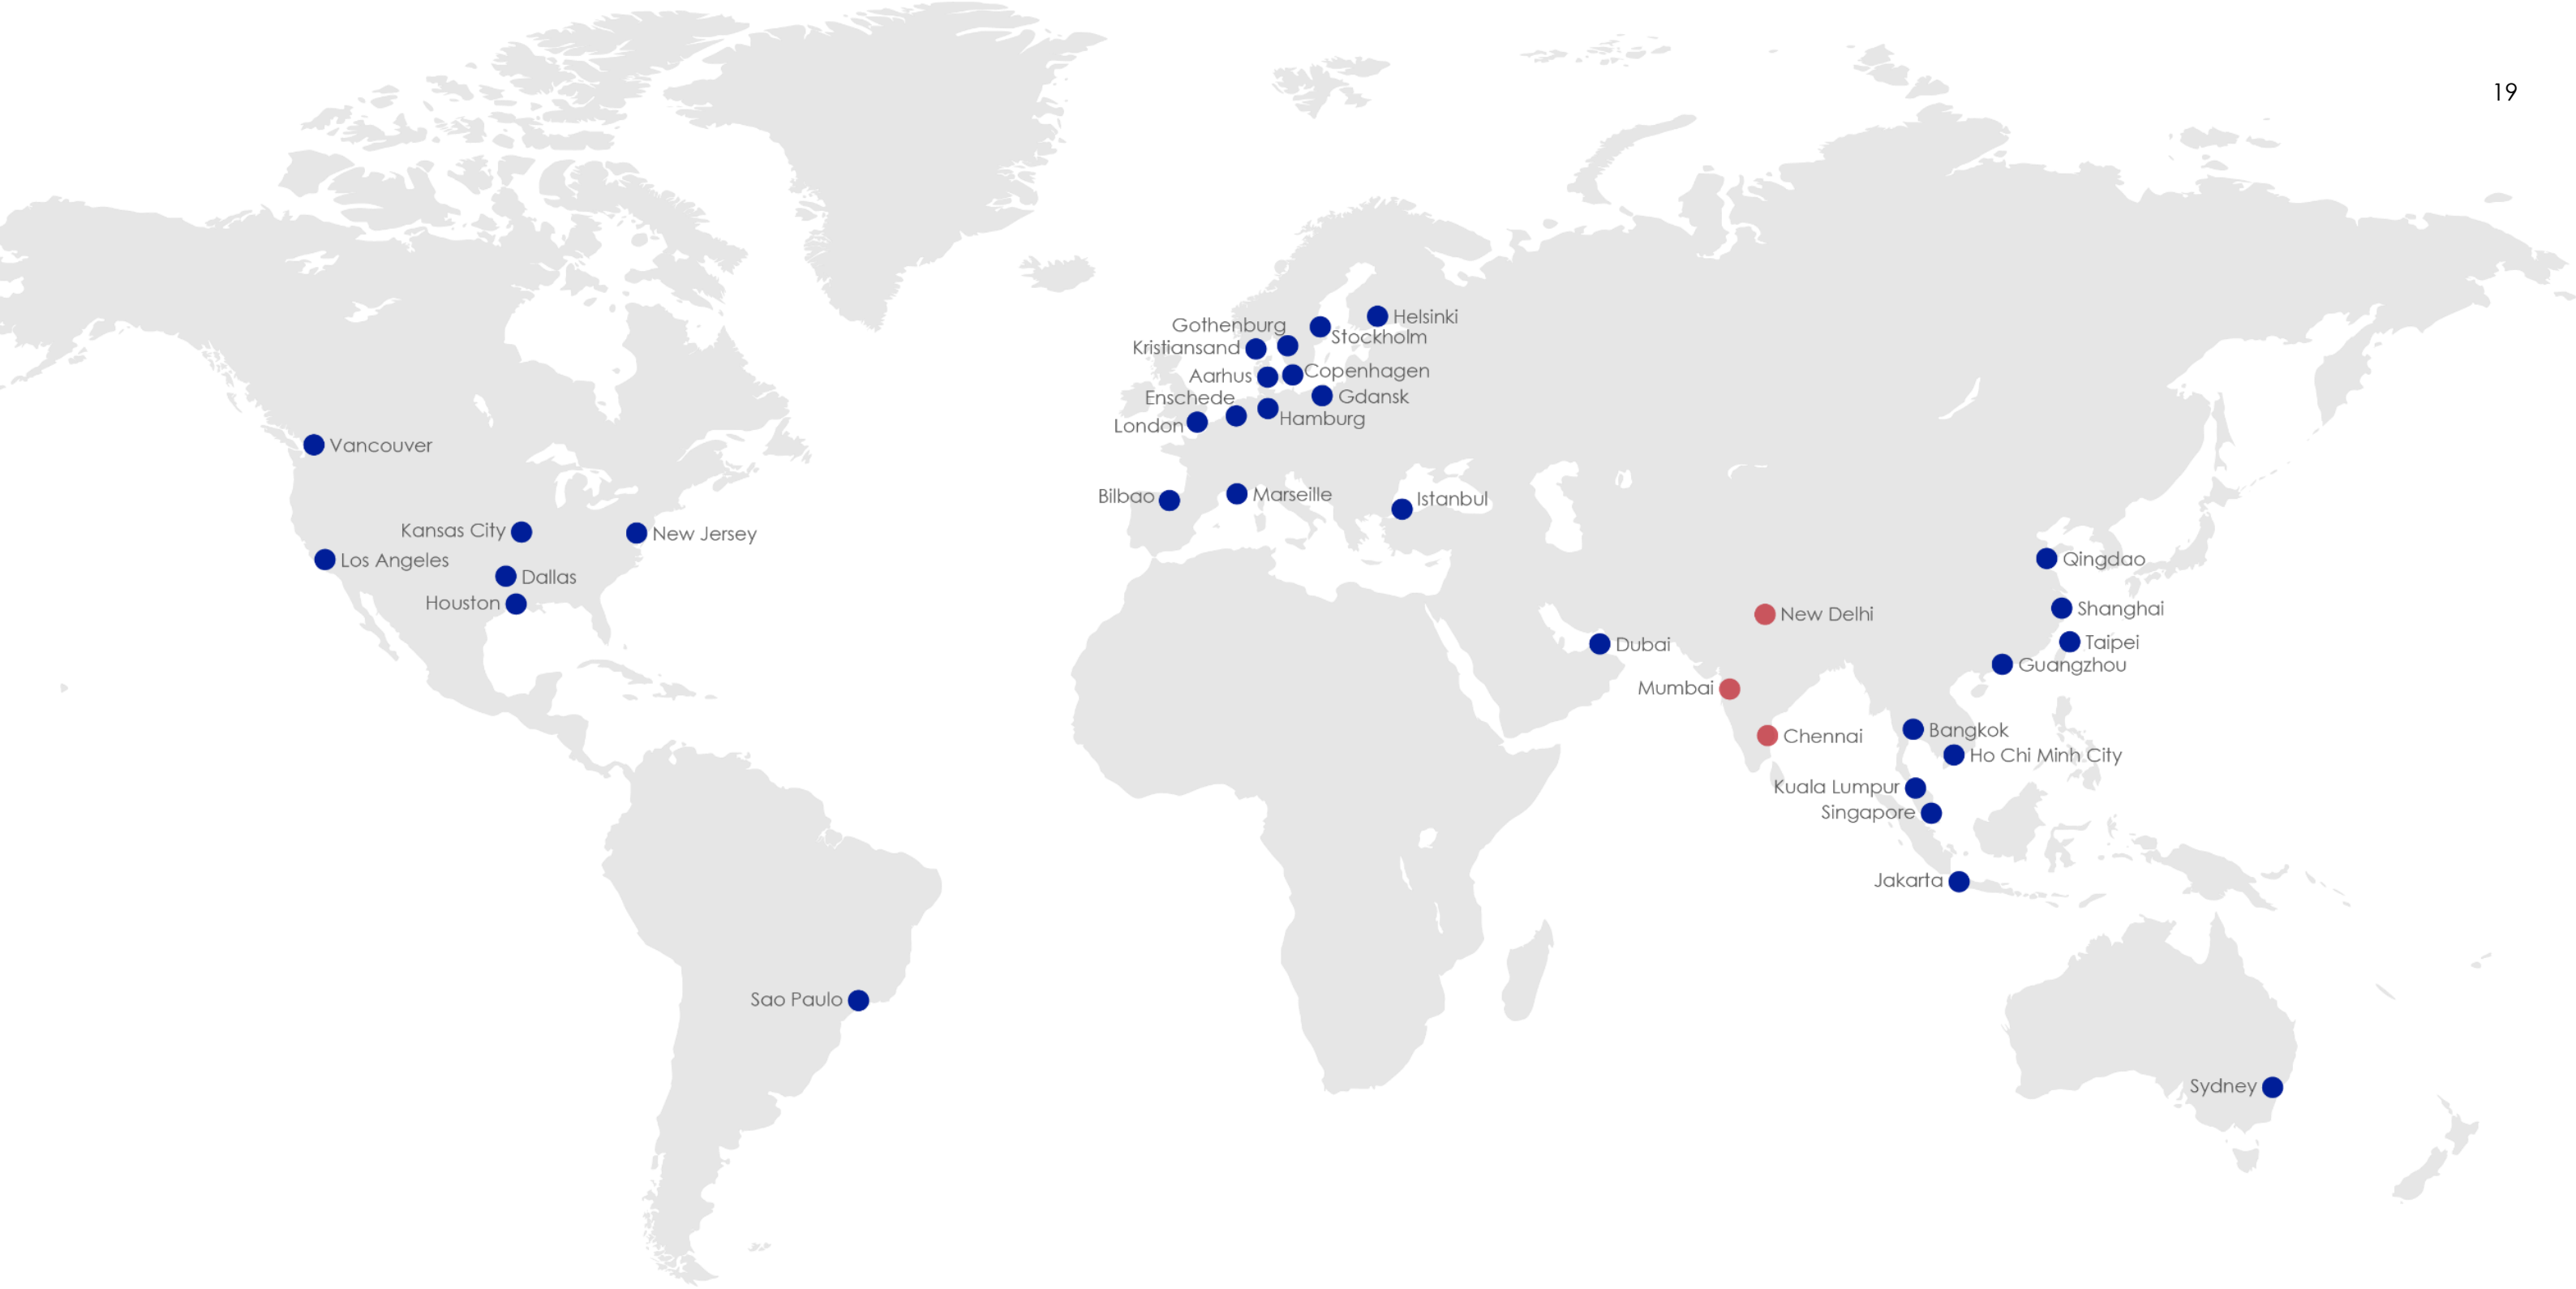 19
Helsinki
Gothenburg
Stockholm
Kristiansand
Copenhagen
Aarhus
Gdansk
Enschede
Hamburg
London
Vancouver
Bilbao
Marseille
Istanbul
Kansas City
New Jersey
Los Angeles
Qingdao
Dallas
Houston
Shanghai
New Delhi
Dubai
Taipei
Guangzhou
Mumbai
Bangkok
Chennai
Ho Chi Minh City
Kuala Lumpur
Singapore
Jakarta
Sao Paulo
Sydney